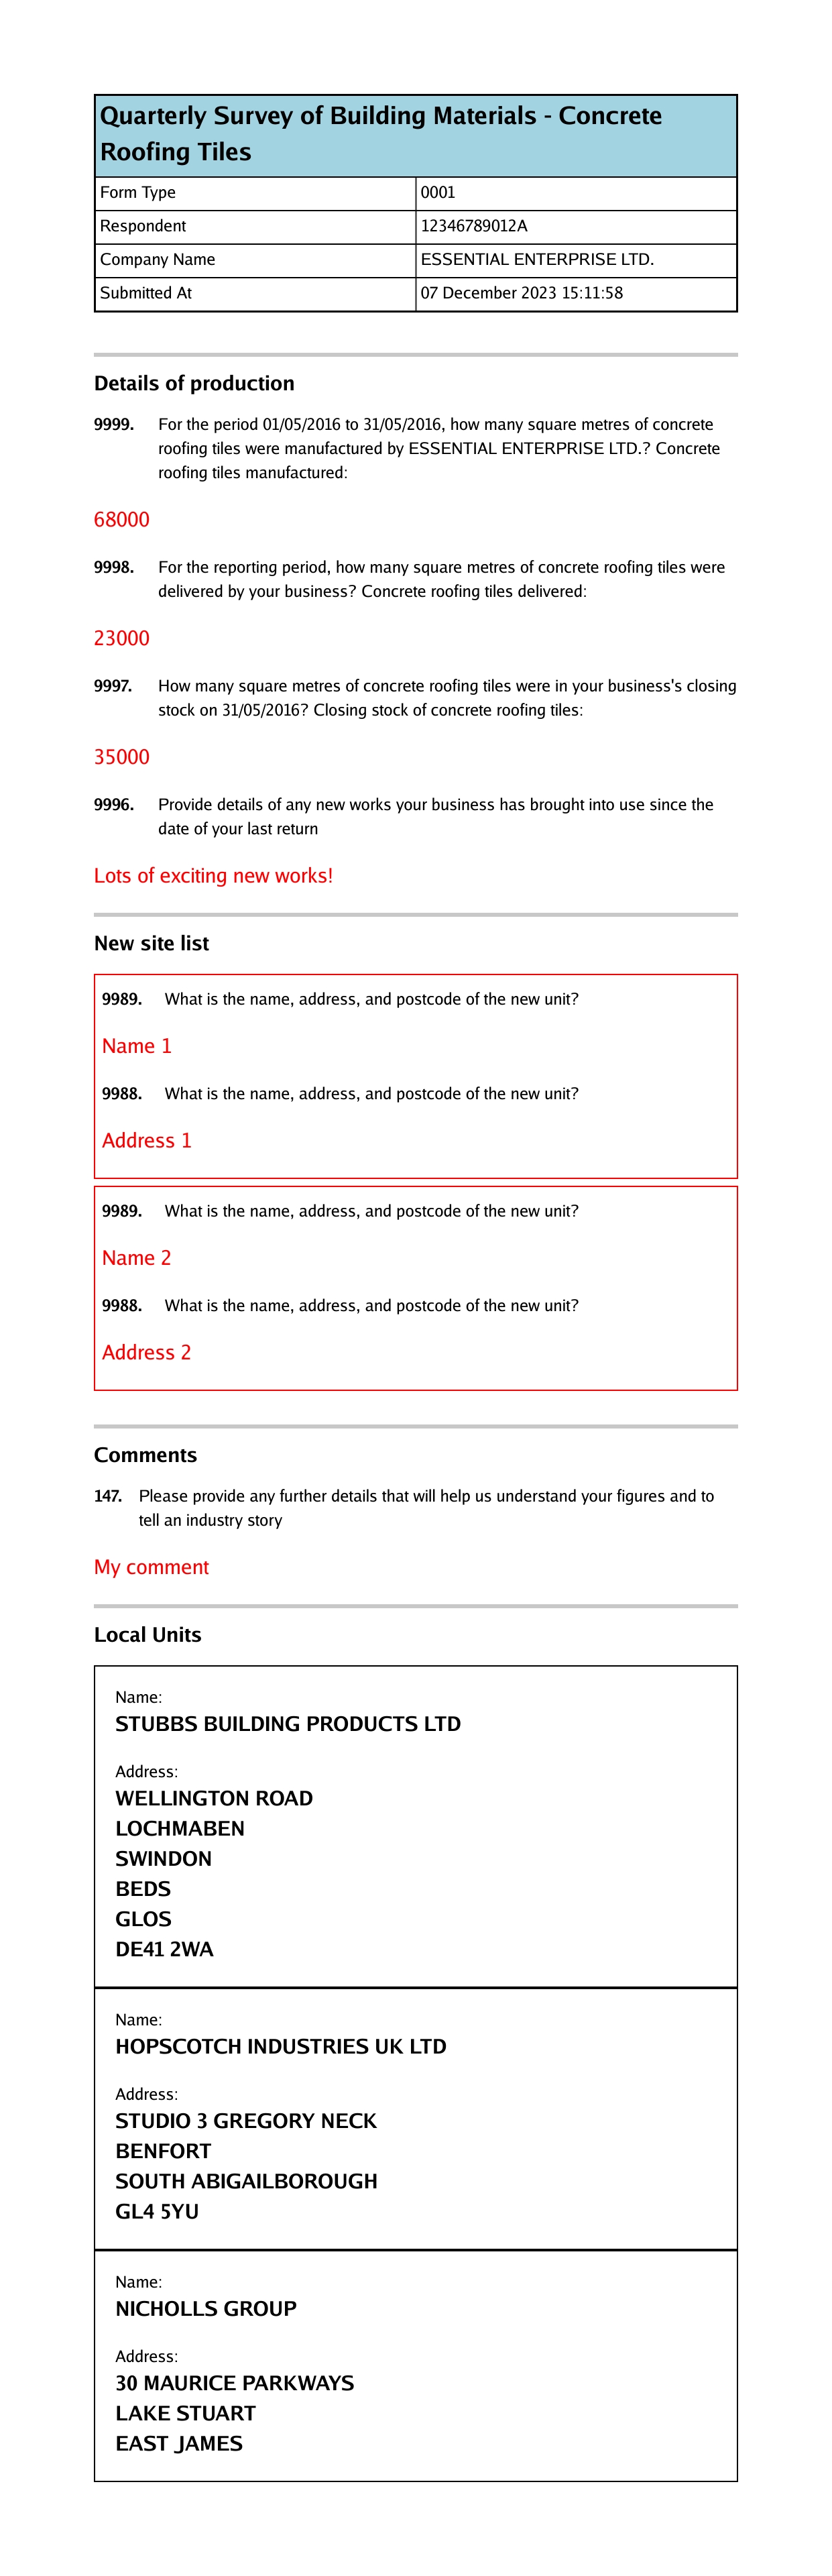 Quarterly Survey of Building Materials - Concrete
Roofing Tiles
Form Type 0001
Respondent 12346789012A
Company Name ESSENTIAL ENTERPRISE LTD.
Submitted At 07 December 2023 15:11:58
Details of production
9999. For the period 01/05/2016 to 31/05/2016, how many square metres of concrete
roofing tiles were manufactured by ESSENTIAL ENTERPRISE LTD.? Concrete
roofing tiles manufactured:
68000
9998. For the reporting period, how many square metres of concrete roofing tiles were
delivered by your business? Concrete roofing tiles delivered:
23000
9997. How many square metres of concrete roofing tiles were in your business's closing
stock on 31/05/2016? Closing stock of concrete roofing tiles:
35000
9996. Provide details of any new works your business has brought into use since the
date of your last return
Lots of exciting new works!
New site list
9989. What is the name, address, and postcode of the new unit?
Name 1
9988. What is the name, address, and postcode of the new unit?
Address 1
9989. What is the name, address, and postcode of the new unit?
Name 2
9988. What is the name, address, and postcode of the new unit?
Address 2
Comments
147. Please provide any further details that will help us understand your figures and to
tell an industry story
My comment
Local Units
Name:
STUBBS BUILDING PRODUCTS LTD
Address:
WELLINGTON ROAD
LOCHMABEN
SWINDON
BEDS
GLOS
DE41 2WA
Name:
HOPSCOTCH INDUSTRIES UK LTD
Address:
STUDIO 3 GREGORY NECK
BENFORT
SOUTH ABIGAILBOROUGH
GL4 5YU
Name:
NICHOLLS GROUP
Address:
30 MAURICE PARKWAYS
LAKE STUART
EAST JAMES